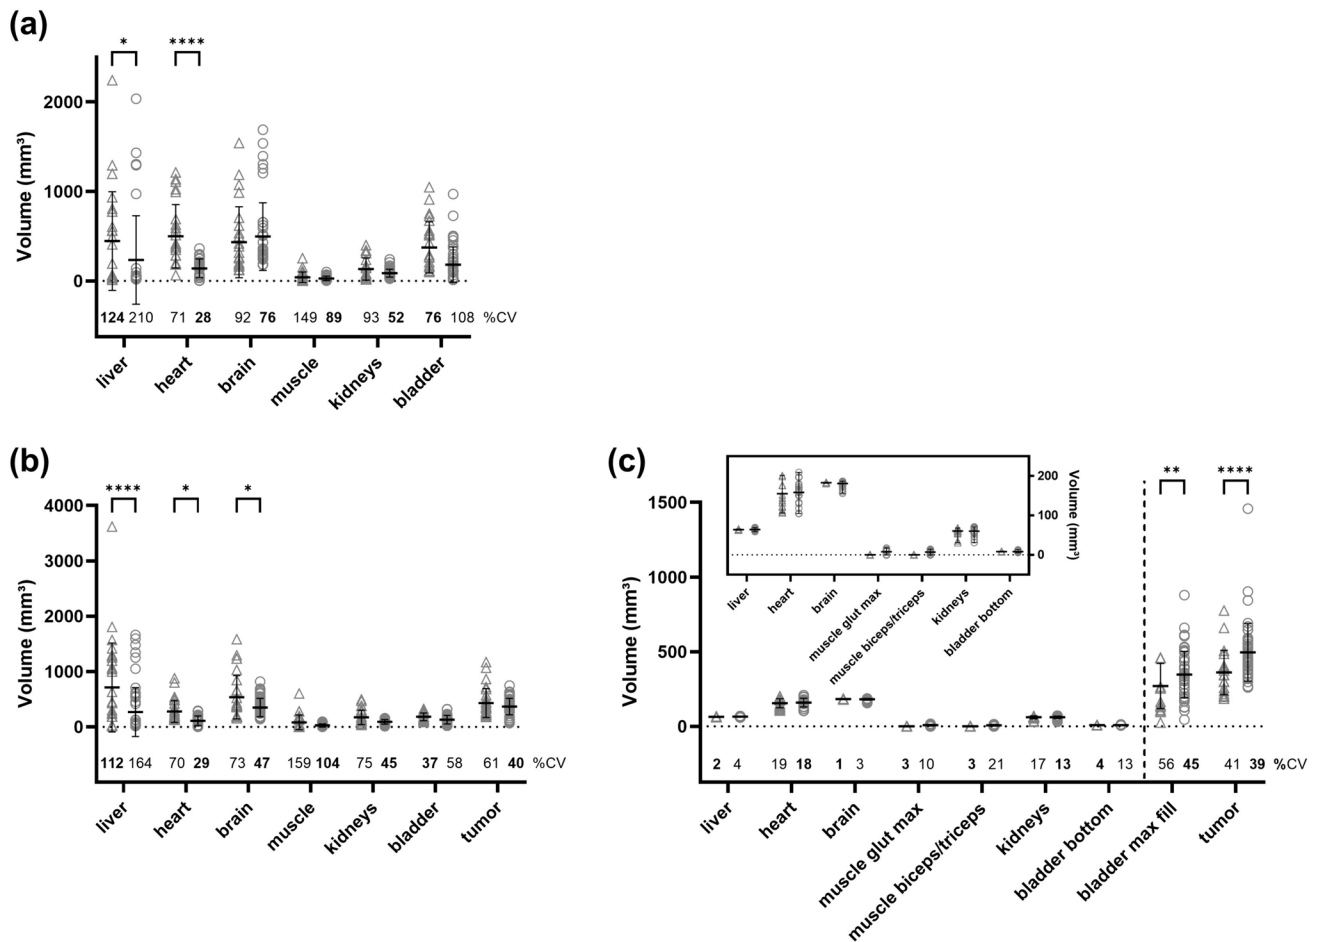 (a)
* ****
Volume (mm³)
2000
1000
0
124 210 71 28 92 76 149 89 93 52 76 108 %CV
liver heart brain muscle kidneys bladder
(b)
**** * *
Volume (mm³)
4000
3000
2000
1000
0
112 164 70 29 73 47 159 104 75 45 37 58 61 40 %CV
liver heart brain muscle kidneys bladder tumor
(c)
** ****
Volume (mm³)
1500
1000
500
0
200
100
0
Volume (mm³)
liver heart brain muscle glut max muscle biceps/triceps kidneys bladder bottom
2 4 19 18 1 3 3 10 3 21 17 13 4 13 56 45 41 39 %CV
liver heart brain muscle glut max muscle biceps/triceps kidneys bladder bottom bladder max fill tumor